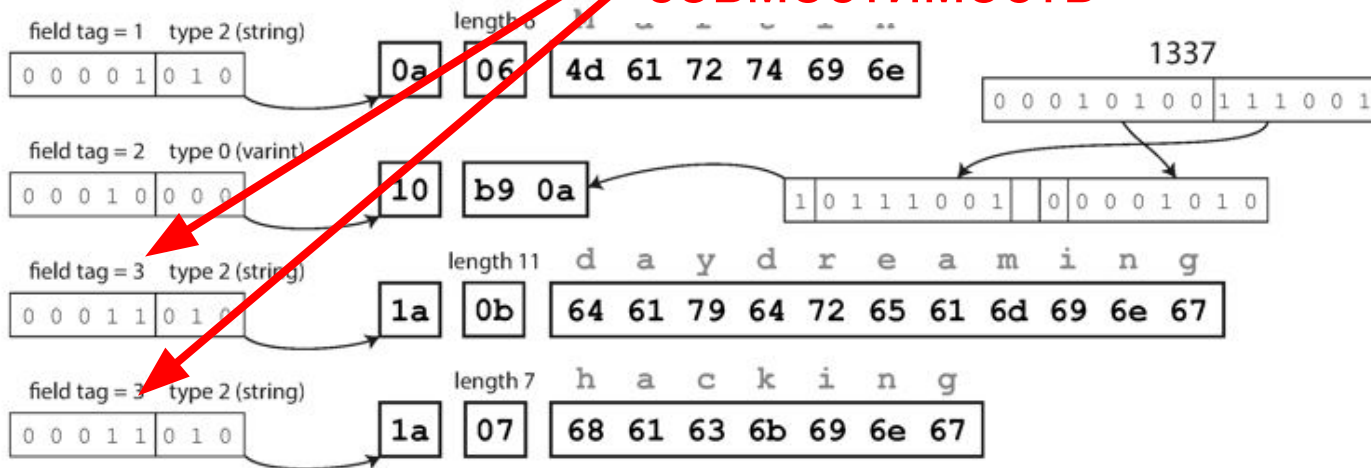 length 6
field tag = 1 type 2 (string)
0 0 0 0 1 0 1 0
0a 06 4d 61 72 74 69 6e
1337
0 0 0 1 0 1 0 0 1 1 1 0 0 1
field tag = 2 type 0 (varint)
0 0 0 1 0 0 0 0
10 b9 0a
1 0 1 1 1 0 0 1 0 0 0 0 1 0 1 0
field tag = 3 type 2 (string)
length 11 d a y d r e a m i n g
0 0 0 1 1 0 1 0
1a 0b 64 61 79 64 72 65 61 6d 69 6e 67
field tag = 3 type 2 (string)
length 7 h a c k i n g
0 0 0 1 1 0 1 0
1a 07 68 61 63 6b 69 6e 67